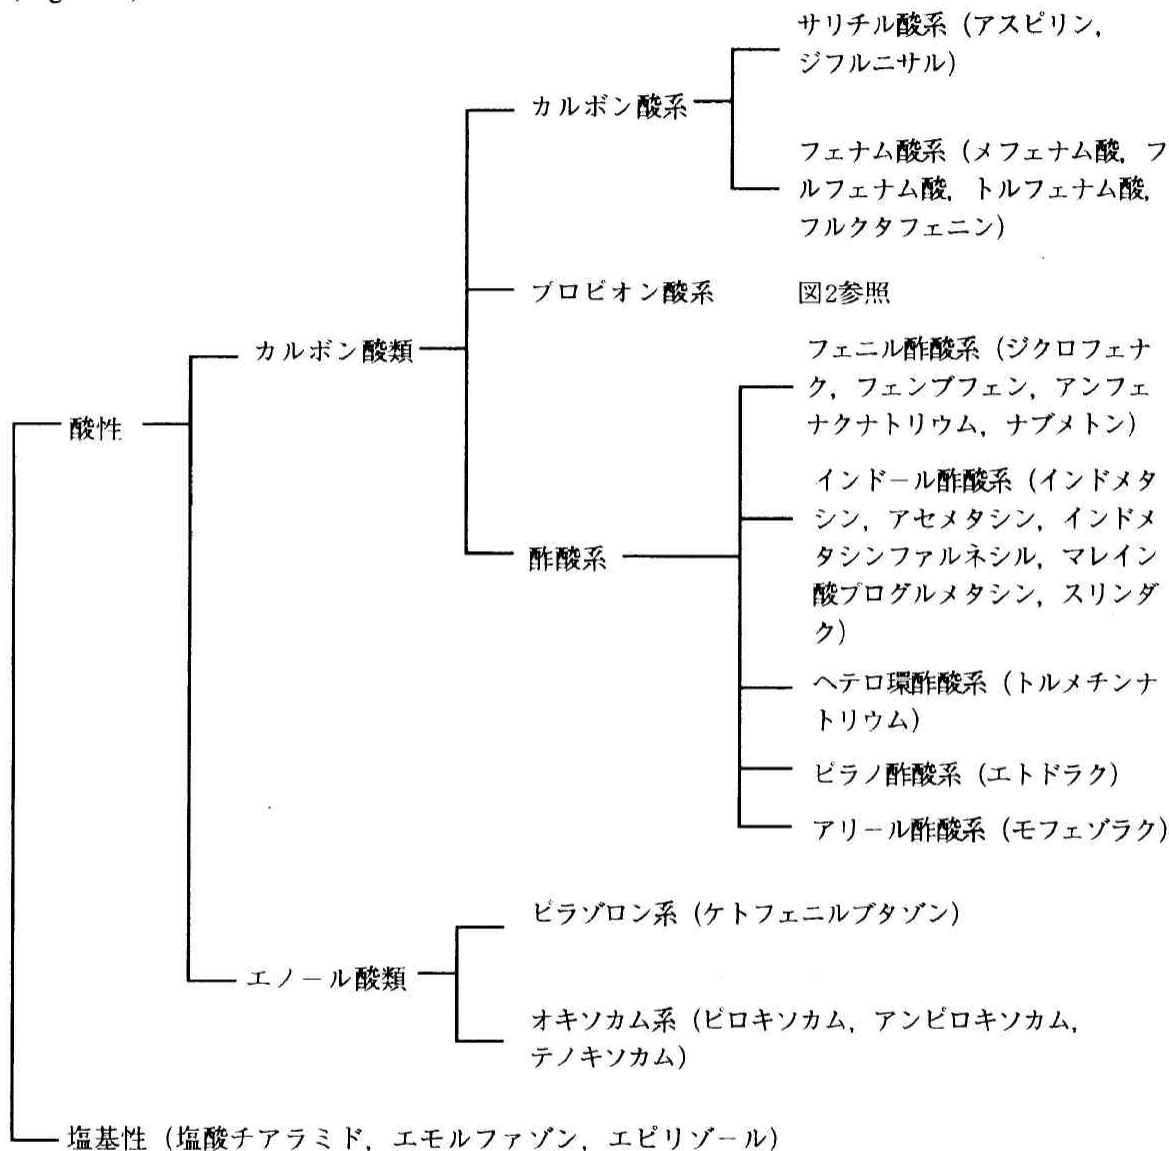 サリチル酸系（アスピリン，
ジフルニサル）
カルボン酸系
フェナム酸系（メフェナム酸，フ
ルフェナム酸，トルフェナム酸，
フルクタフェニン）
プロピオン酸系
図2参照
カルボン酸類
フェニル酢酸系（ジクロフェナ
ク，フェンブフェン，アンフェ
ナクナトリウム，ナブメトン）
酸性
インドール酢酸系（インドメタ
シン，アセメタシン，インドメ
タシンファルネシル，マレイン
酸プログルメタシン，スリンダ
ク）
酢酸系
ヘテロ環酢酸系（トルメチンナ
トリウム）
ピラノ酢酸系（エトドラク）
アリール酢酸系（モフェゾラク）
ピラゾロン系（ケトフェニルブタゾン）
エノール酸類
オキソカム系（ピロキソカム，アンピロキソカム，
テノキソカム）
塩基性（塩酸チアラミド，エモルファゾン，エピリゾール）